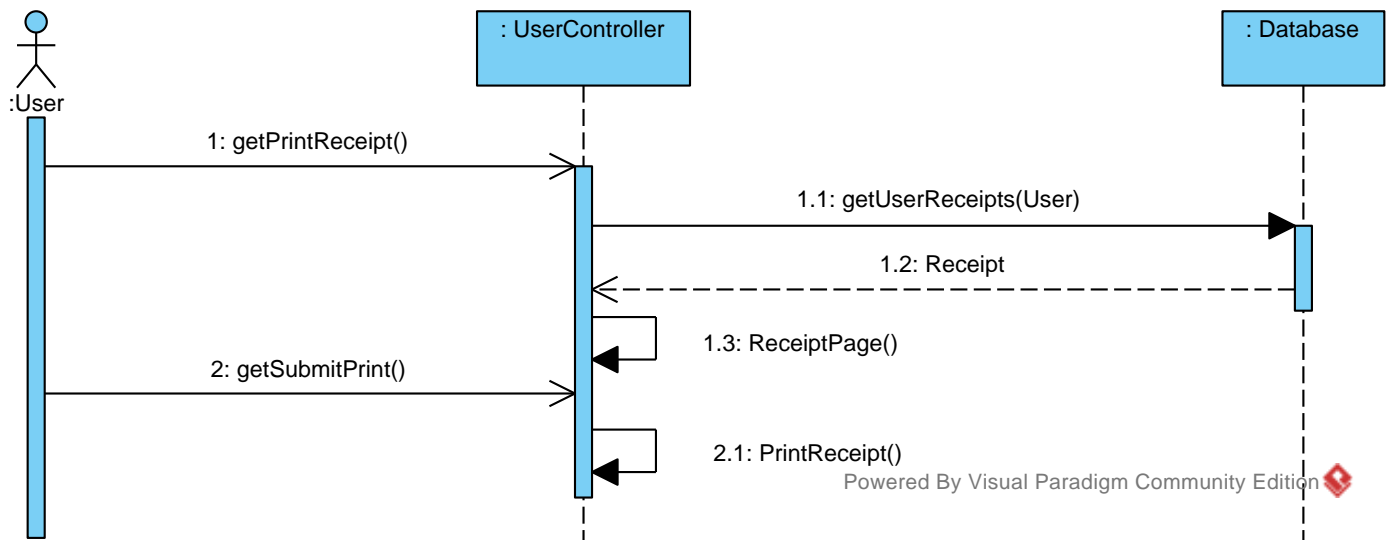 : UserController
: Database
:User
1: getPrintReceipt()
1.1: getUserReceipts(User)
1.2: Receipt
1.3: ReceiptPage()
2: getSubmitPrint()
2.1: PrintReceipt()
Powered By Visual Paradigm Community Edition